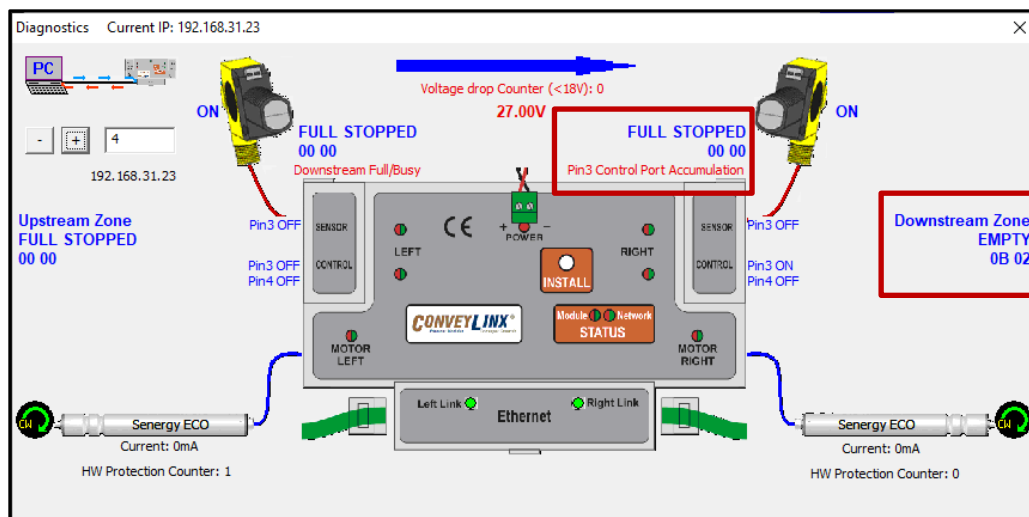 Diagnostics Current IP: 192.168.31.23
PC
Voltage drop Counter (<18V): 0
ON
27.00V
ON
FULL STOPPED
00 00
Downstream Full/Busy
FULL STOPPED
00 00
Pin3 Control Port Accumulation
- + 4
192.168.31.23
Upstream Zone
FULL STOPPED
00 00
Downstream Zone
EMPTY
0B 02
Pin3 OFF
SENSOR
Pin3 OFF
CONTROL
Pin4 OFF
LEFT
CE
+ POWER -
RIGHT
SENSOR
Pin3 OFF
CONTROL
Pin3 ON
Pin4 OFF
INSTALL
CONVEYLINX®
Module Network
STATUS
MOTOR
LEFT
MOTOR
RIGHT
Left Link
Right Link
Ethernet
CW
Senergy ECO
Current: 0mA
HW Protection Counter: 1
Senergy ECO
CW
Current: 0mA
HW Protection Counter: 0